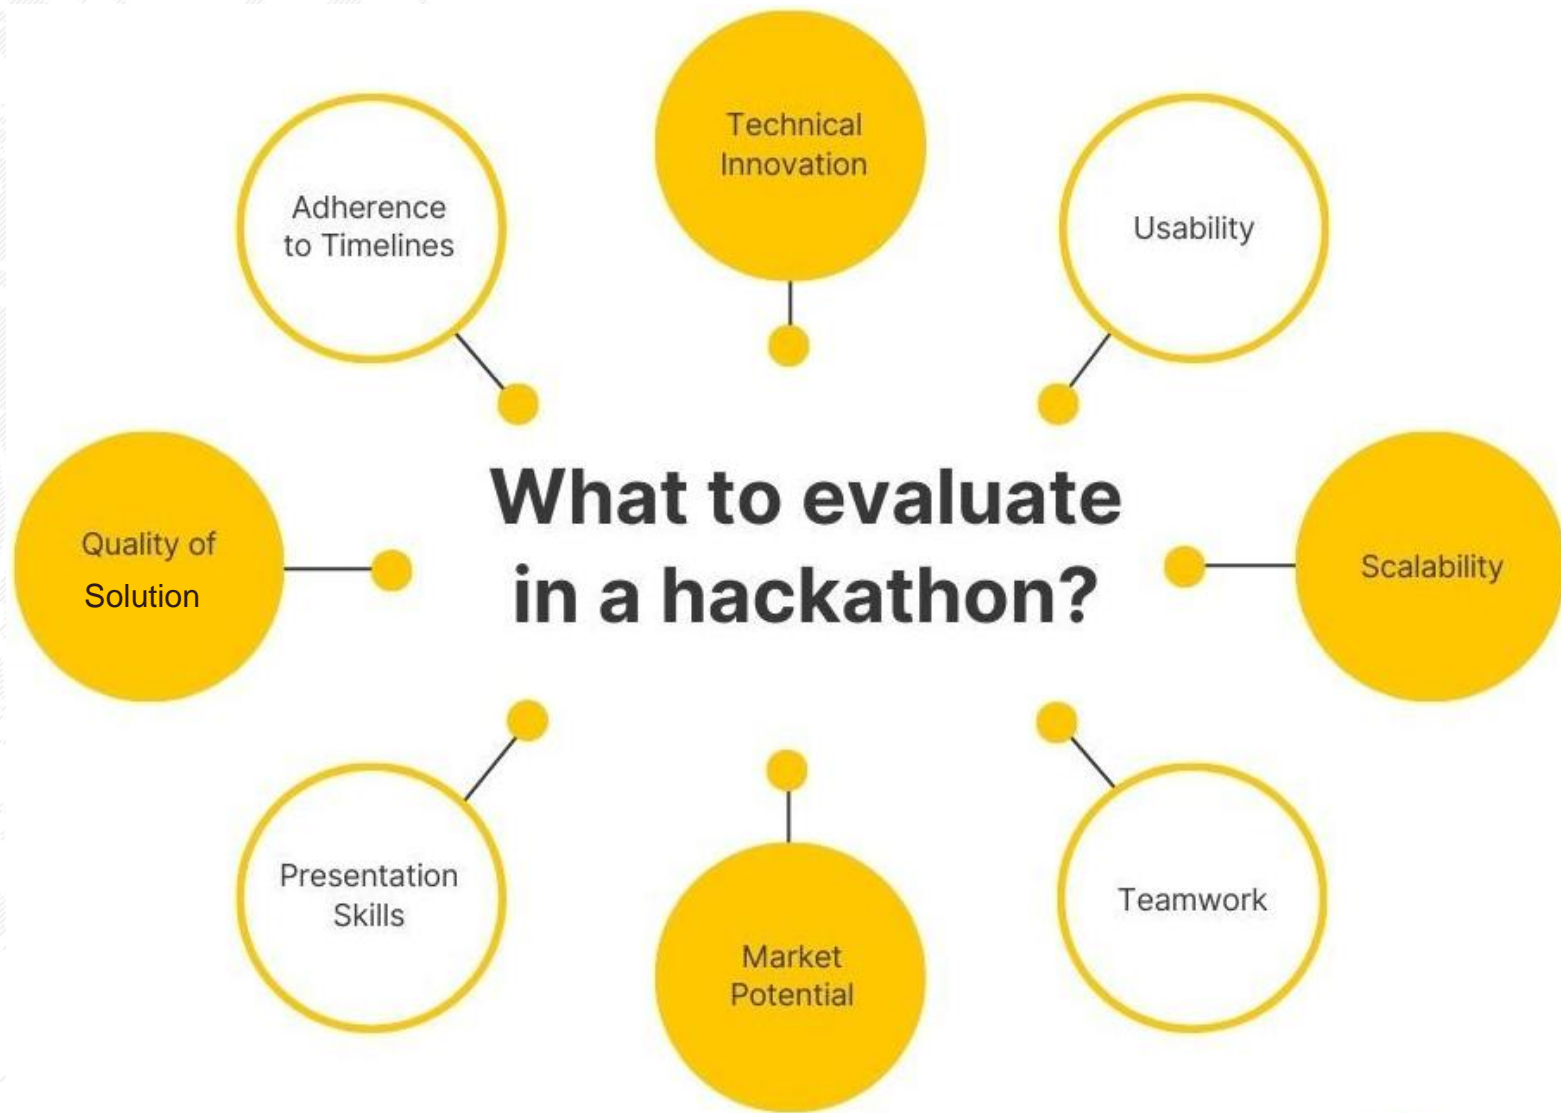 Technical
Innovation
Adherence
to Timelines
Usability
What to evaluate
in a hackathon?
Quality of
Solution
Scalability
Presentation
Skills
Teamwork
Market
Potential